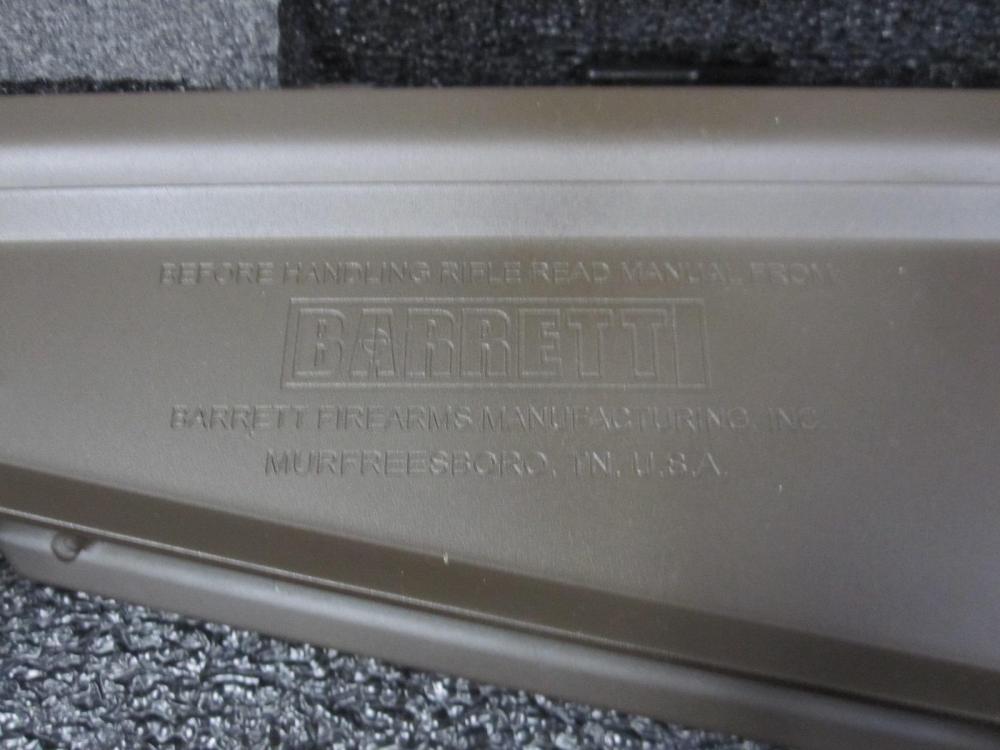 BEFORE HANDLING RIFLE READ MANUAL FROM
BARRETT
BARRETT FIREARMS MANUFACTURING, INC.
MURFREESBORO, TN, U.S.A.